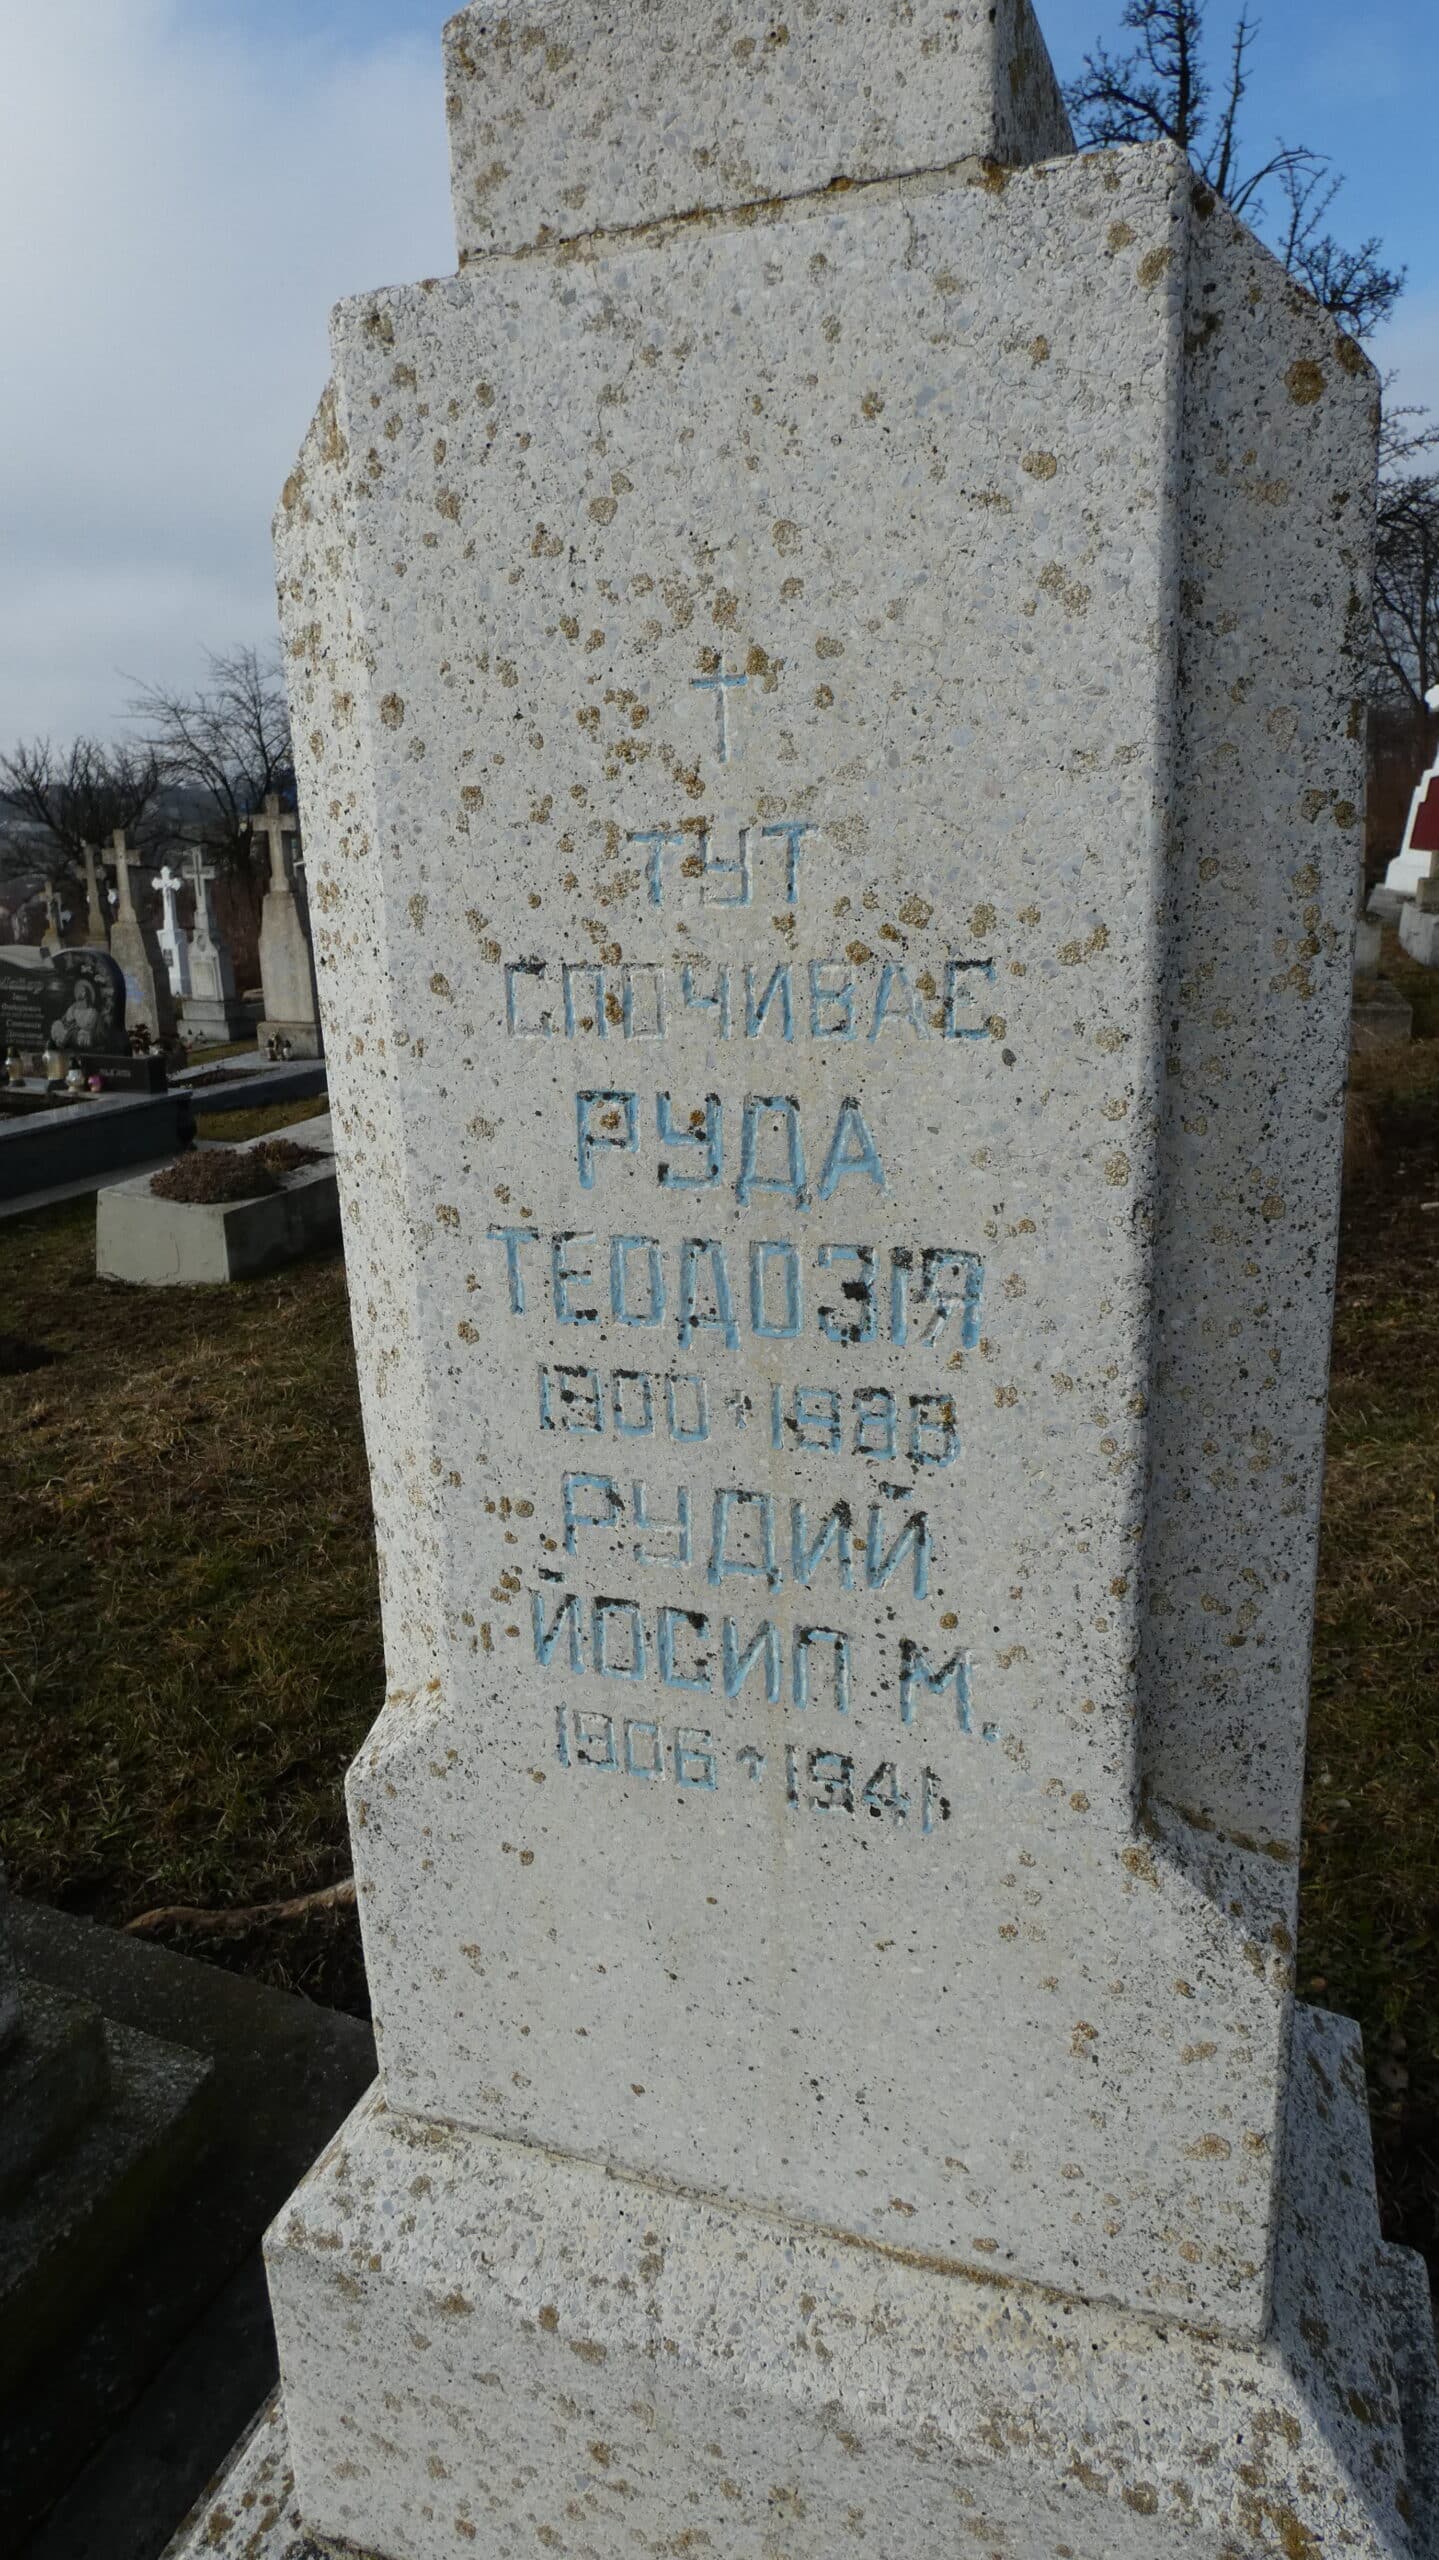 ТУТ
СПОЧИВАЄ
РУДА
ТЕОДОЗІЯ
1900 † 1988
РУДИЙ
ЙОСИП М.
1906 † 1941